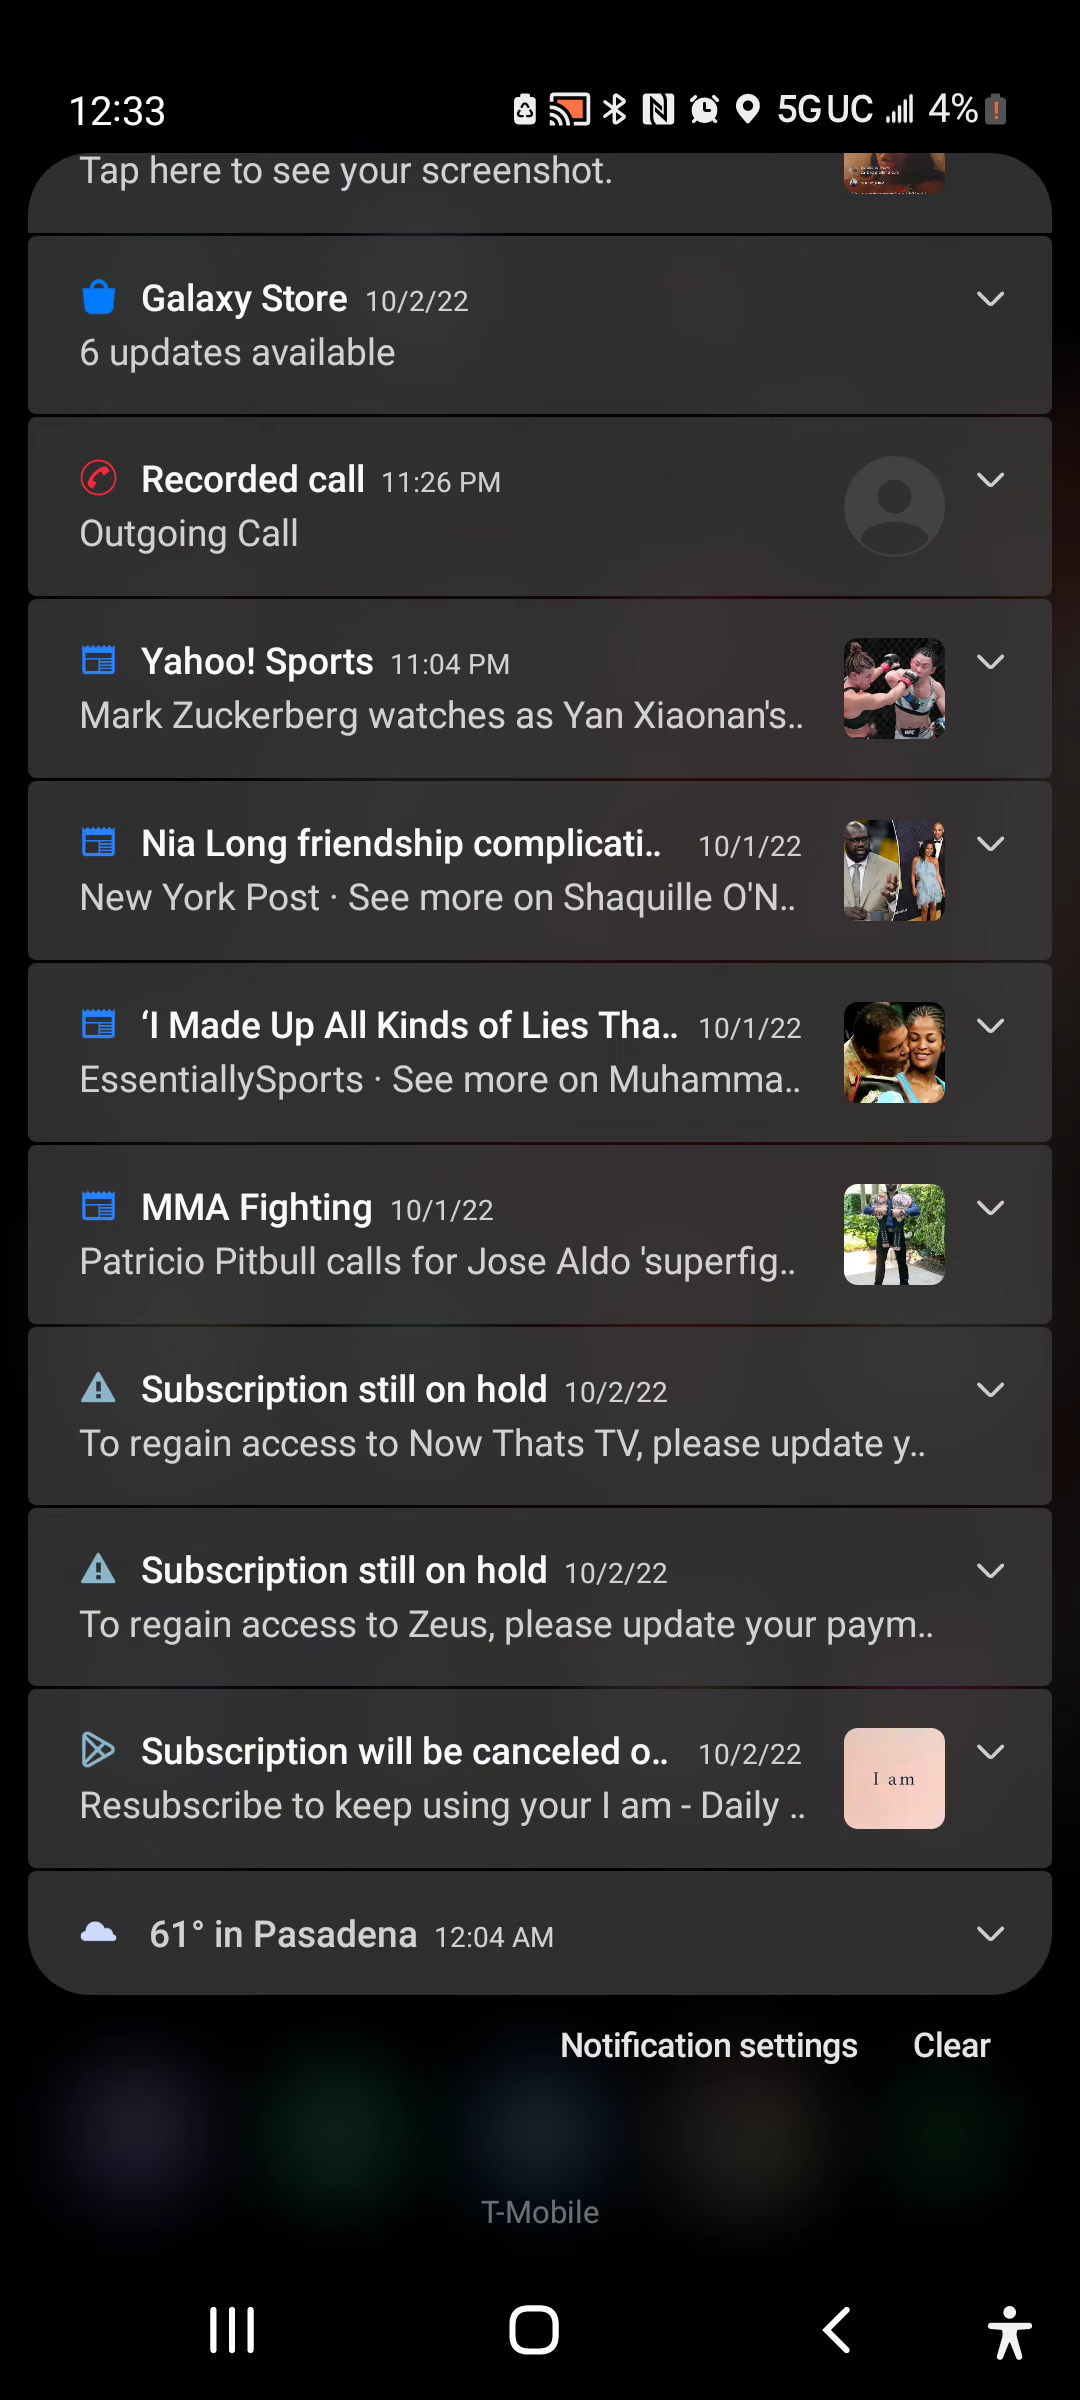 12:33 5G UC 4%
Tap here to see your screenshot.
Galaxy Store 10/2/22
6 updates available
Recorded call 11:26 PM
Outgoing Call
Yahoo! Sports 11:04 PM
Mark Zuckerberg watches as Yan Xiaonan's..
Nia Long friendship complicati.. 10/1/22
New York Post · See more on Shaquille O'N..
‘I Made Up All Kinds of Lies Tha.. 10/1/22
EssentiallySports · See more on Muhamma..
MMA Fighting 10/1/22
Patricio Pitbull calls for Jose Aldo 'superfig..
Subscription still on hold 10/2/22
To regain access to Now Thats TV, please update y..
Subscription still on hold 10/2/22
To regain access to Zeus, please update your paym..
Subscription will be canceled o.. 10/2/22
Resubscribe to keep using your I am - Daily ..
I am
61° in Pasadena 12:04 AM
Notification settings Clear
T-Mobile